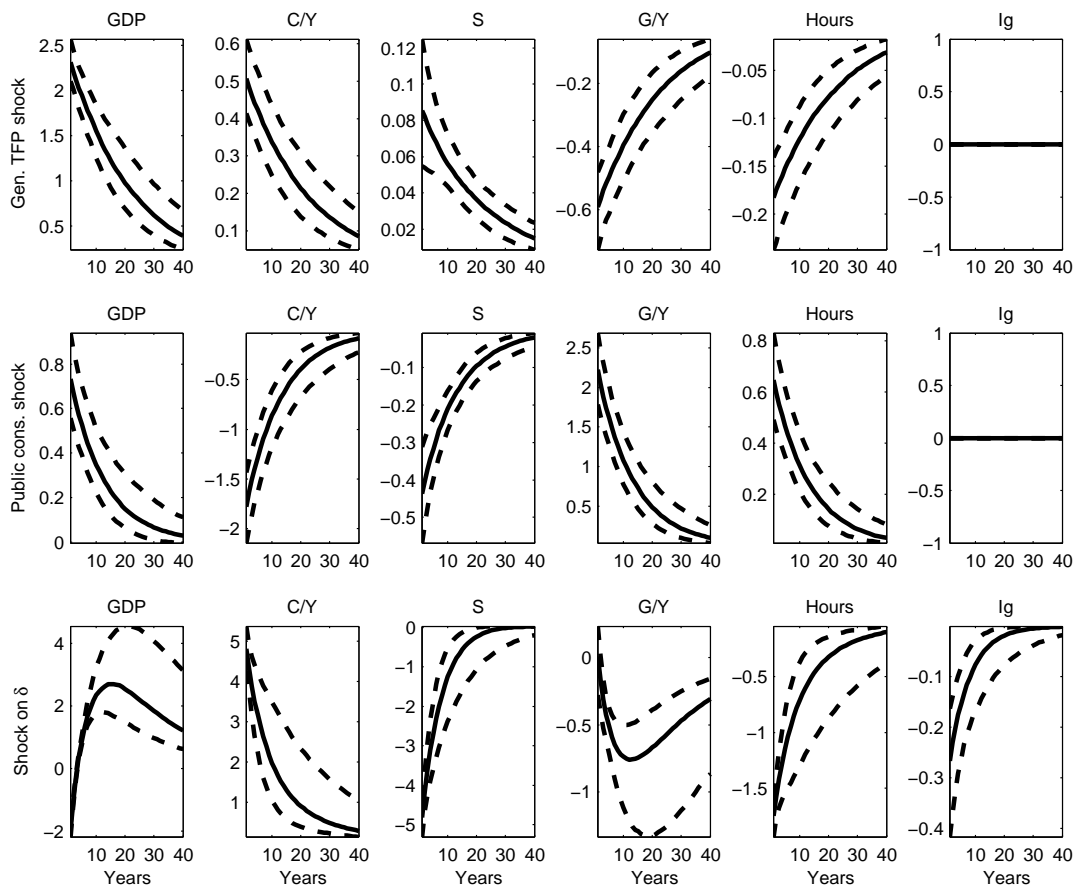 GDP C/Y S G/Y Hours Ig
Gen. TFP shock
2.5 0.6 0.12 −0.2 −0.05 1
2 0.5 0.1 −0.4 −0.1 0.5
1.5 0.4 0.08 −0.6 −0.15 0
1 0.3 0.06 −0.2 −0.5
0.5 0.2 0.04 −1
0.1 0.02
10 20 30 40 10 20 30 40 10 20 30 40 10 20 30 40 10 20 30 40 10 20 30 40
GDP C/Y S G/Y Hours Ig
Public cons. shock
0.8 −0.5 −0.1 2.5 0.8 1
0.6 −1 −0.2 2 0.6 0.5
0.4 −1.5 −0.3 1.5 0.4 0
0.2 −2 −0.4 1 0.2 −0.5
0 −0.5 0.5 −1
10 20 30 40 10 20 30 40 10 20 30 40 10 20 30 40 10 20 30 40 10 20 30 40
GDP C/Y S G/Y Hours Ig
Shock on δ
4 5 0 0 −0.5 0
2 4 −1 −0.5 −1 −0.1
0 3 −2 −1 −1.5 −0.2
−2 2 −3 −0.3
1 −4 −0.4
−5
10 20 30 40 10 20 30 40 10 20 30 40 10 20 30 40 10 20 30 40 10 20 30 40
Years Years Years Years Years Years